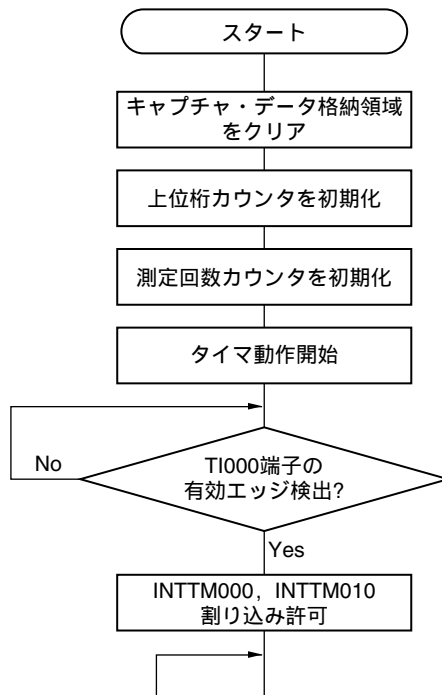 スタート
キャプチャ・データ格納領域
をクリア
上位桁カウンタを初期化
測定回数カウンタを初期化
タイマ動作開始
TI000端子の
有効エッジ検出?
No
Yes
INTTM000，INTTM010
割り込み許可